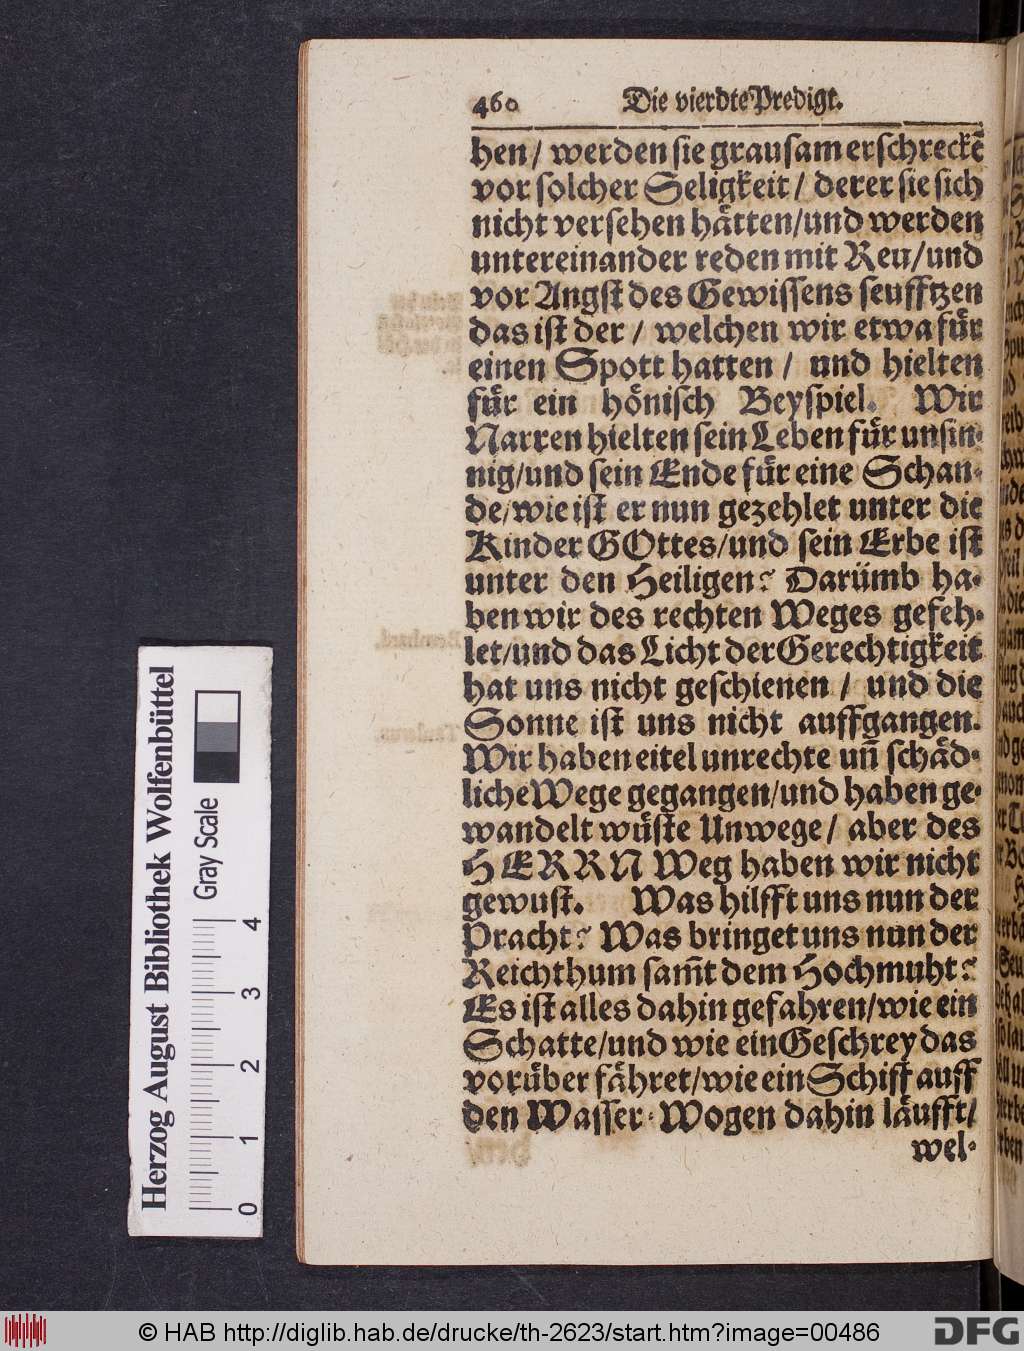 460 Die vierdte Predigt.
hen / werden sie grausam erschreckẽ
vor solcher Seligkeit / derer sie sich
nicht versehen hätten/und werden
untereinander reden mit Reu/und
vor Angst des Gewissens seufftzen
das ist der / welchen wir etwa für
einen Spott hatten / und hielten
für ein hönisch Beyspiel. Wir
Narren hielten sein Leben für unsin-
nig/und sein Ende für eine Schan-
de/wie ist er nun gezehlet unter die
Kinder GOttes/und sein Erbe ist
unter den Heiligen? Darümb ha-
ben wir des rechten Weges gefeh-
let/und das Licht der Gerechtigkeit
hat uns nicht geschienen / und die
Sonne ist uns nicht auffgangen.
Wir haben eitel unrechte uñ schäd-
liche Wege gegangen/und haben ge-
wandelt wüste Unwege/ aber des
HERRN Weg haben wir nicht
gewust. Was hilfft uns nun der
Pracht? Was bringet uns nun der
Reichthum sam̃t dem Hochmuht?
Es ist alles dahin gefahren/wie ein
Schatte/und wie ein Geschrey das
vorüber fähret/wie ein Schiff auff
den Wasser-Wogen dahin läufft/
wel-
Herzog August Bibliothek Wolfenbüttel
Gray Scale
0 1 2 3 4
© HAB http://diglib.hab.de/drucke/th-2623/start.htm?image=00486
DFG